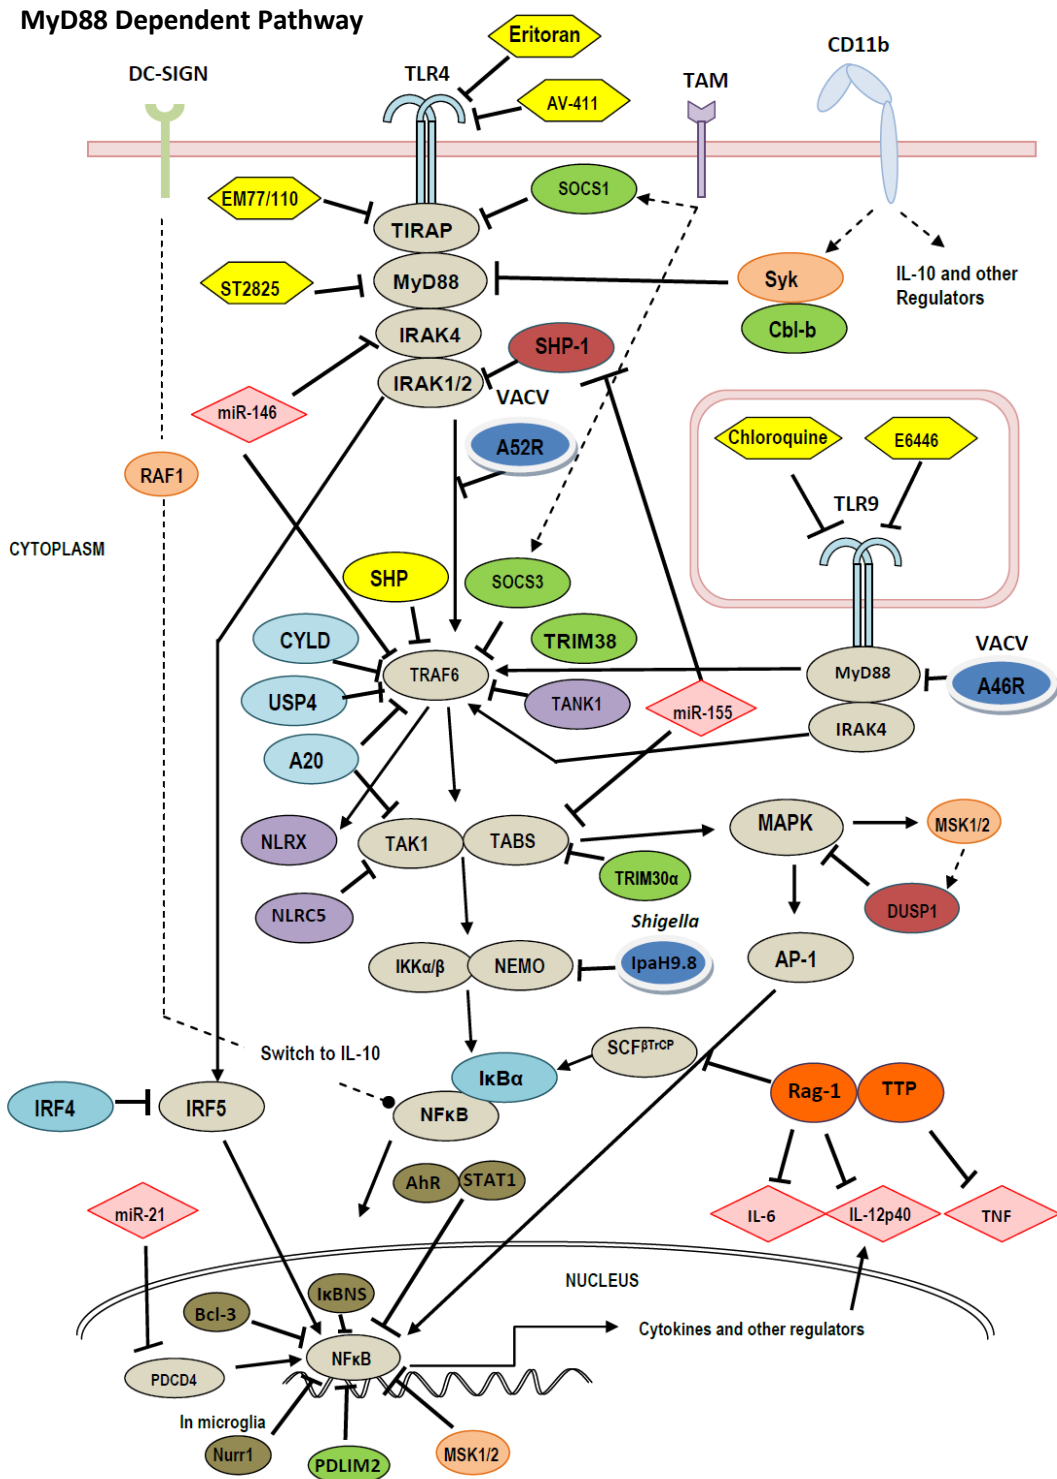 MyD88 Dependent Pathway
Eritoran
CD11b
DC-SIGN
TLR4
TAM
AV-411
EM77/110
SOCS1
TIRAP
ST2825
MyD88
Syk
IL-10 and other
Regulators
Cbl-b
IRAK4
SHP-1
IRAK1/2
VACV
miR-146
A52R
Chloroquine
E6446
RAF1
TLR9
CYTOPLASM
SHP
SOCS3
CYLD
TRIM38
VACV
TRAF6
MyD88
A46R
USP4
TANK1
miR-155
IRAK4
A20
NLRX
TAK1
TABS
MAPK
MSK1/2
TRIM30α
NLRC5
DUSP1
Shigella
IKKα/β
NEMO
IpaH9.8
AP-1
Switch to IL-10
SCFβTrCP
IκBα
IRF4
IRF5
NFκB
Rag-1
TTP
AhR
STAT1
miR-21
IL-6
IL-12p40
TNF
NUCLEUS
IκBNS
Bcl-3
Cytokines and other regulators
NFκB
PDCD4
In microglia
Nurr1
PDLIM2
MSK1/2